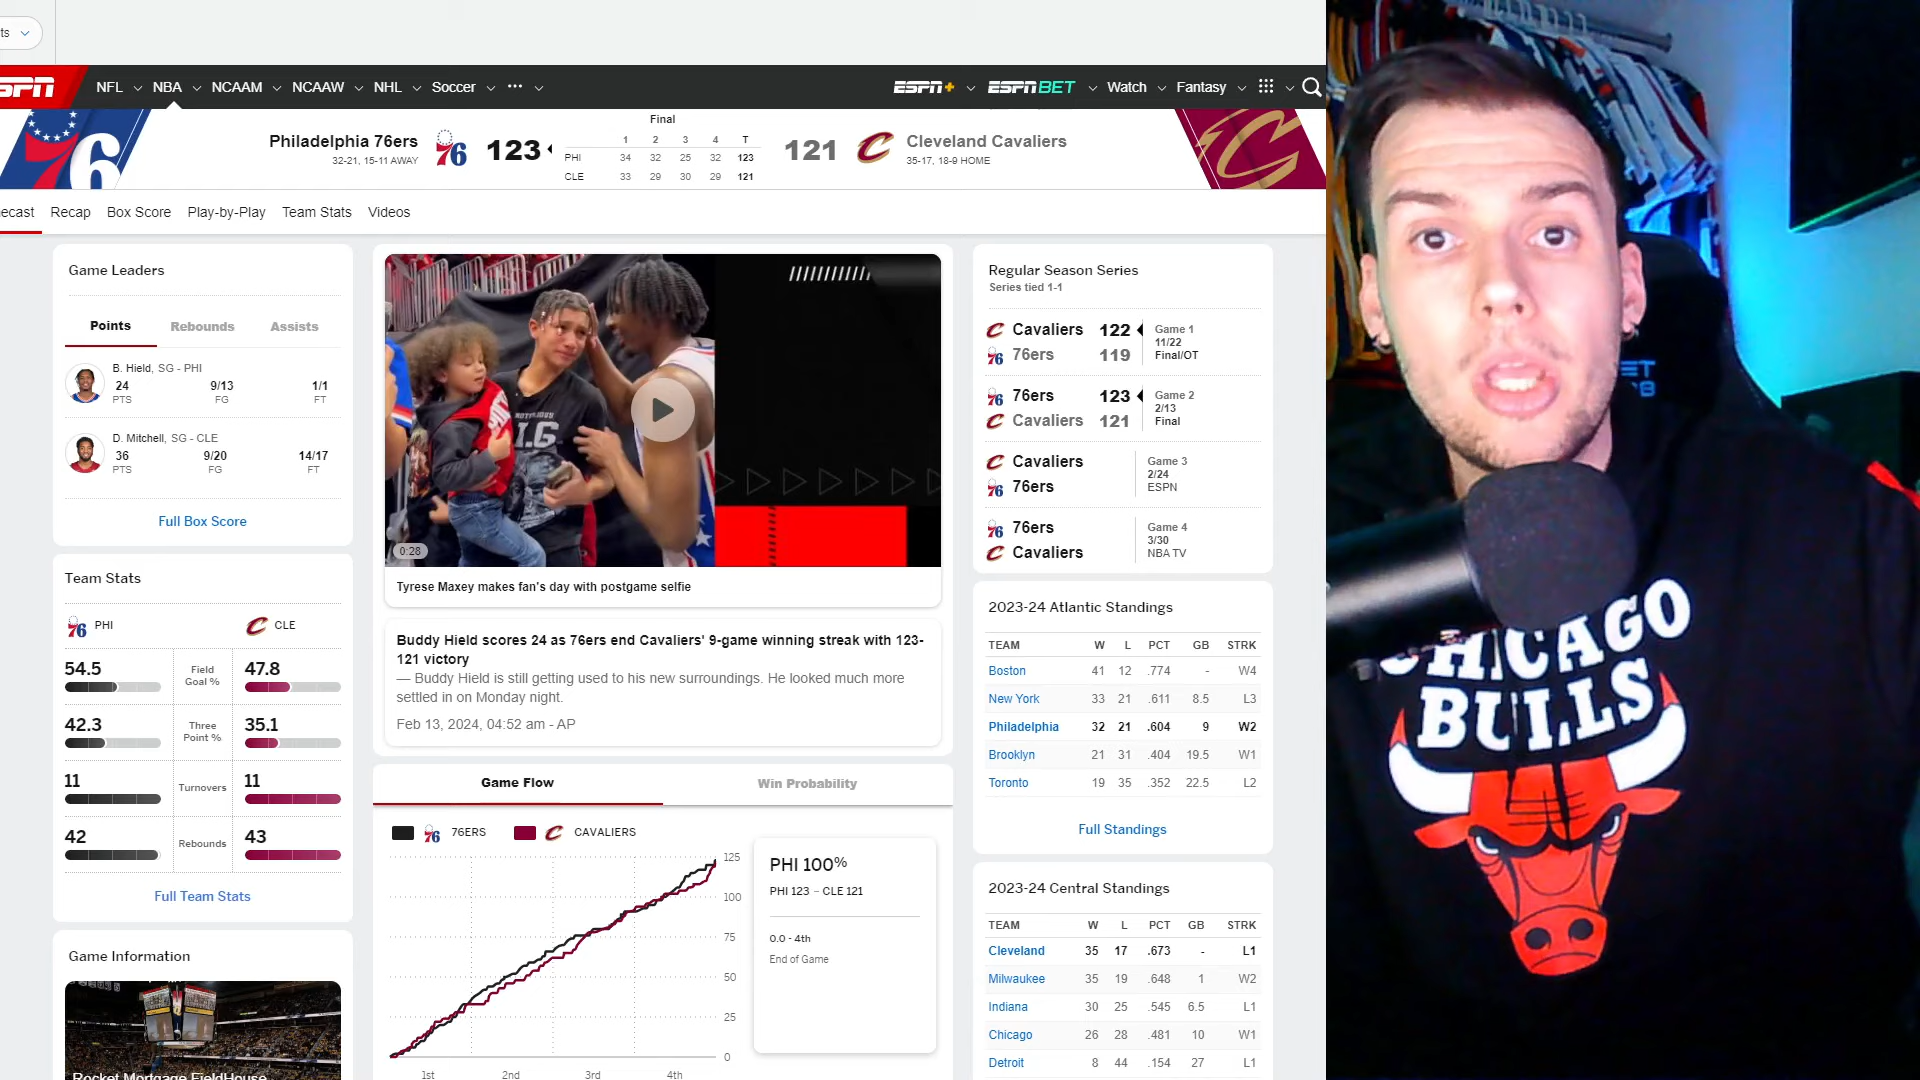 ts
ESPN NFL NBA NCAAM NCAAW NHL Soccer ••• ESPN+ ESPN BET Watch Fantasy
Final
Philadelphia 76ers
32-21, 15-11 AWAY
123
1 2 3 4 T
PHI 34 32 25 32 123
CLE 33 29 30 29 121
121
Cleveland Cavaliers
35-17, 18-9 HOME
ecast Recap Box Score Play-by-Play Team Stats Videos
Game Leaders
Points Rebounds Assists
B. Hield, SG - PHI
24 9/13 1/1
PTS FG FT
D. Mitchell, SG - CLE
36 9/20 14/17
PTS FG FT
Full Box Score
Team Stats
PHI CLE
54.5 Field Goal % 47.8
42.3 Three Point % 35.1
11 Turnovers 11
42 Rebounds 43
Full Team Stats
Game Information
Rocket Mortgage FieldHouse
0:28
Tyrese Maxey makes fan's day with postgame selfie
Buddy Hield scores 24 as 76ers end Cavaliers' 9-game winning streak with 123-
121 victory
— Buddy Hield is still getting used to his new surroundings. He looked much more
settled in on Monday night.
Feb 13, 2024, 04:52 am - AP
Game Flow Win Probability
76ERS CAVALIERS
125
100
75
50
25
0
1st 2nd 3rd 4th
PHI 100%
PHI 123 - CLE 121
0.0 - 4th
End of Game
Regular Season Series
Series tied 1-1
Cavaliers 122 Game 1
11/22
76ers 119 Final/OT
76ers 123 Game 2
2/13
Cavaliers 121 Final
Cavaliers Game 3
2/24
76ers ESPN
76ers Game 4
3/30
Cavaliers NBA TV
2023-24 Atlantic Standings
TEAM W L PCT GB STRK
Boston 41 12 .774 - W4
New York 33 21 .611 8.5 L3
Philadelphia 32 21 .604 9 W2
Brooklyn 21 31 .404 19.5 W1
Toronto 19 35 .352 22.5 L2
Full Standings
2023-24 Central Standings
TEAM W L PCT GB STRK
Cleveland 35 17 .673 - L1
Milwaukee 35 19 .648 1 W2
Indiana 30 25 .545 6.5 L1
Chicago 26 28 .481 10 W1
Detroit 8 44 .154 27 L1
CHICAGO
BULLS